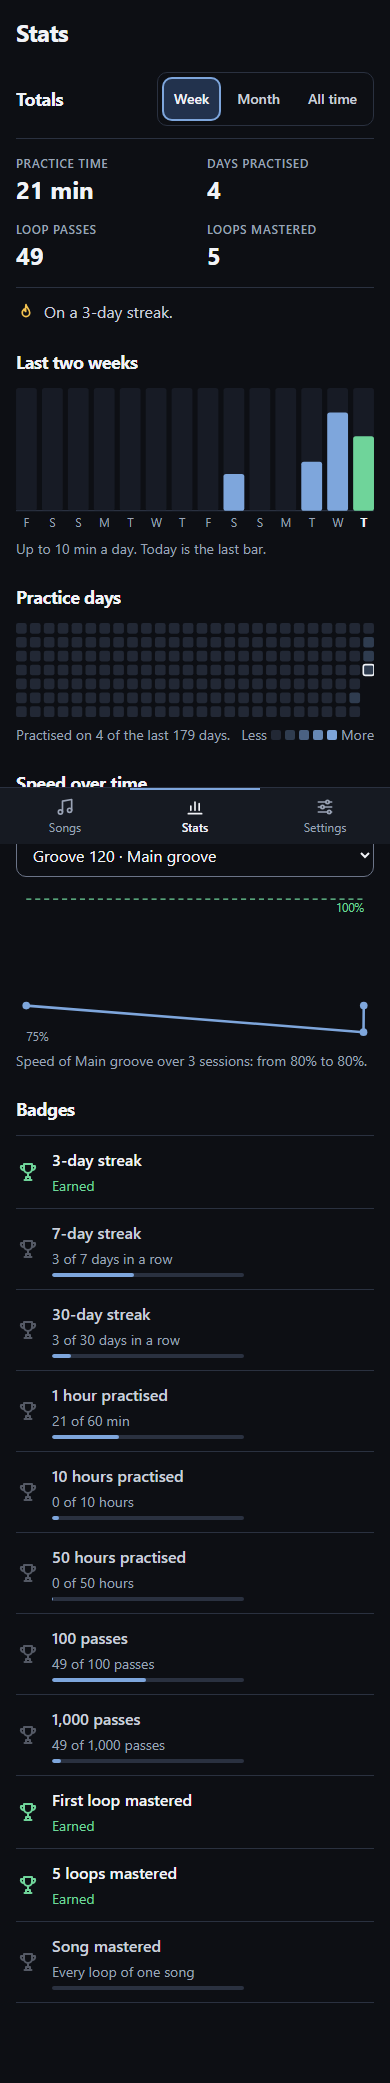 Stats
Totals
Week Month All time
PRACTICE TIME DAYS PRACTISED
21 min 4
LOOP PASSES LOOPS MASTERED
49 5
On a 3-day streak.
Last two weeks
F S S M T W T F S S M T W T
Up to 10 min a day. Today is the last bar.
Practice days
Practised on 4 of the last 179 days. Less More
Speed over time
Songs Stats Settings
Groove 120 · Main groove
100%
75%
Speed of Main groove over 3 sessions: from 80% to 80%.
Badges
3-day streak
Earned
7-day streak
3 of 7 days in a row
30-day streak
3 of 30 days in a row
1 hour practised
21 of 60 min
10 hours practised
0 of 10 hours
50 hours practised
0 of 50 hours
100 passes
49 of 100 passes
1,000 passes
49 of 1,000 passes
First loop mastered
Earned
5 loops mastered
Earned
Song mastered
Every loop of one song